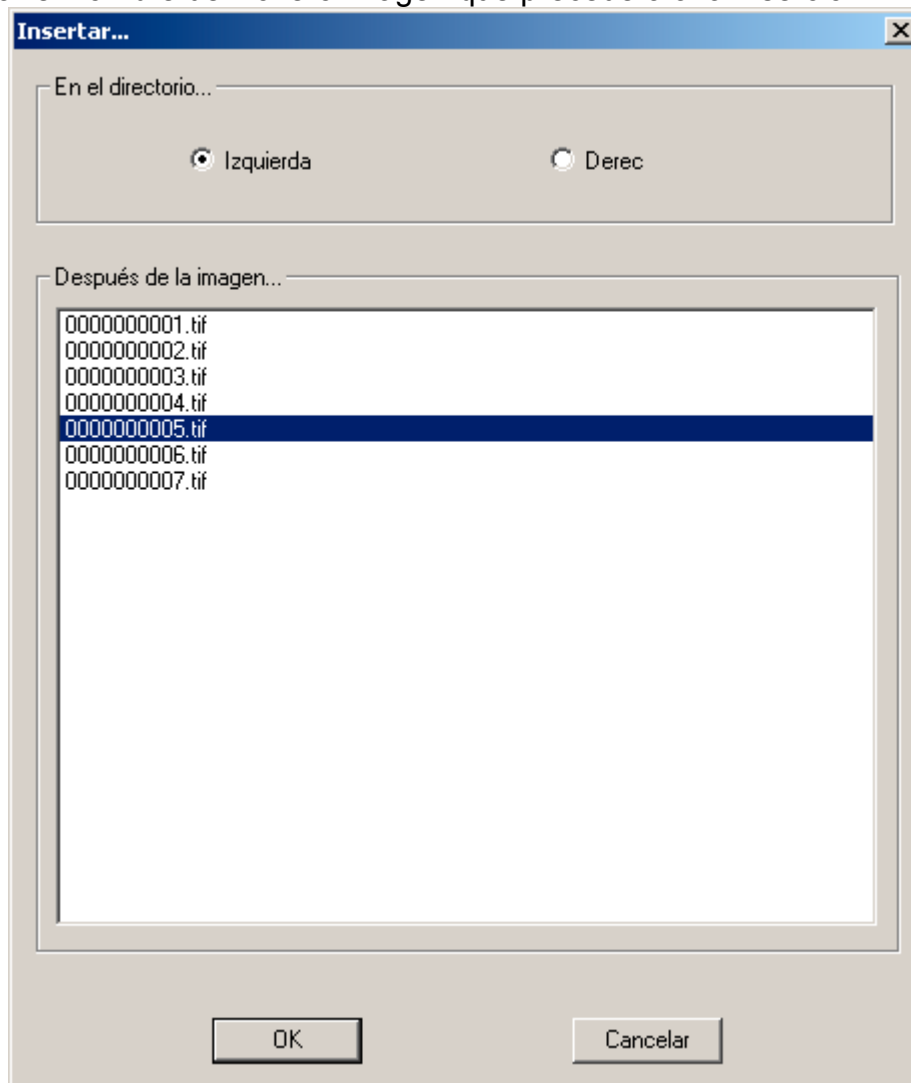 Insertar...
En el directorio...
Izquierda Derec
Después de la imagen...
0000000001.tif
0000000002.tif
0000000003.tif
0000000004.tif
0000000005.tif
0000000006.tif
0000000007.tif
OK Cancelar